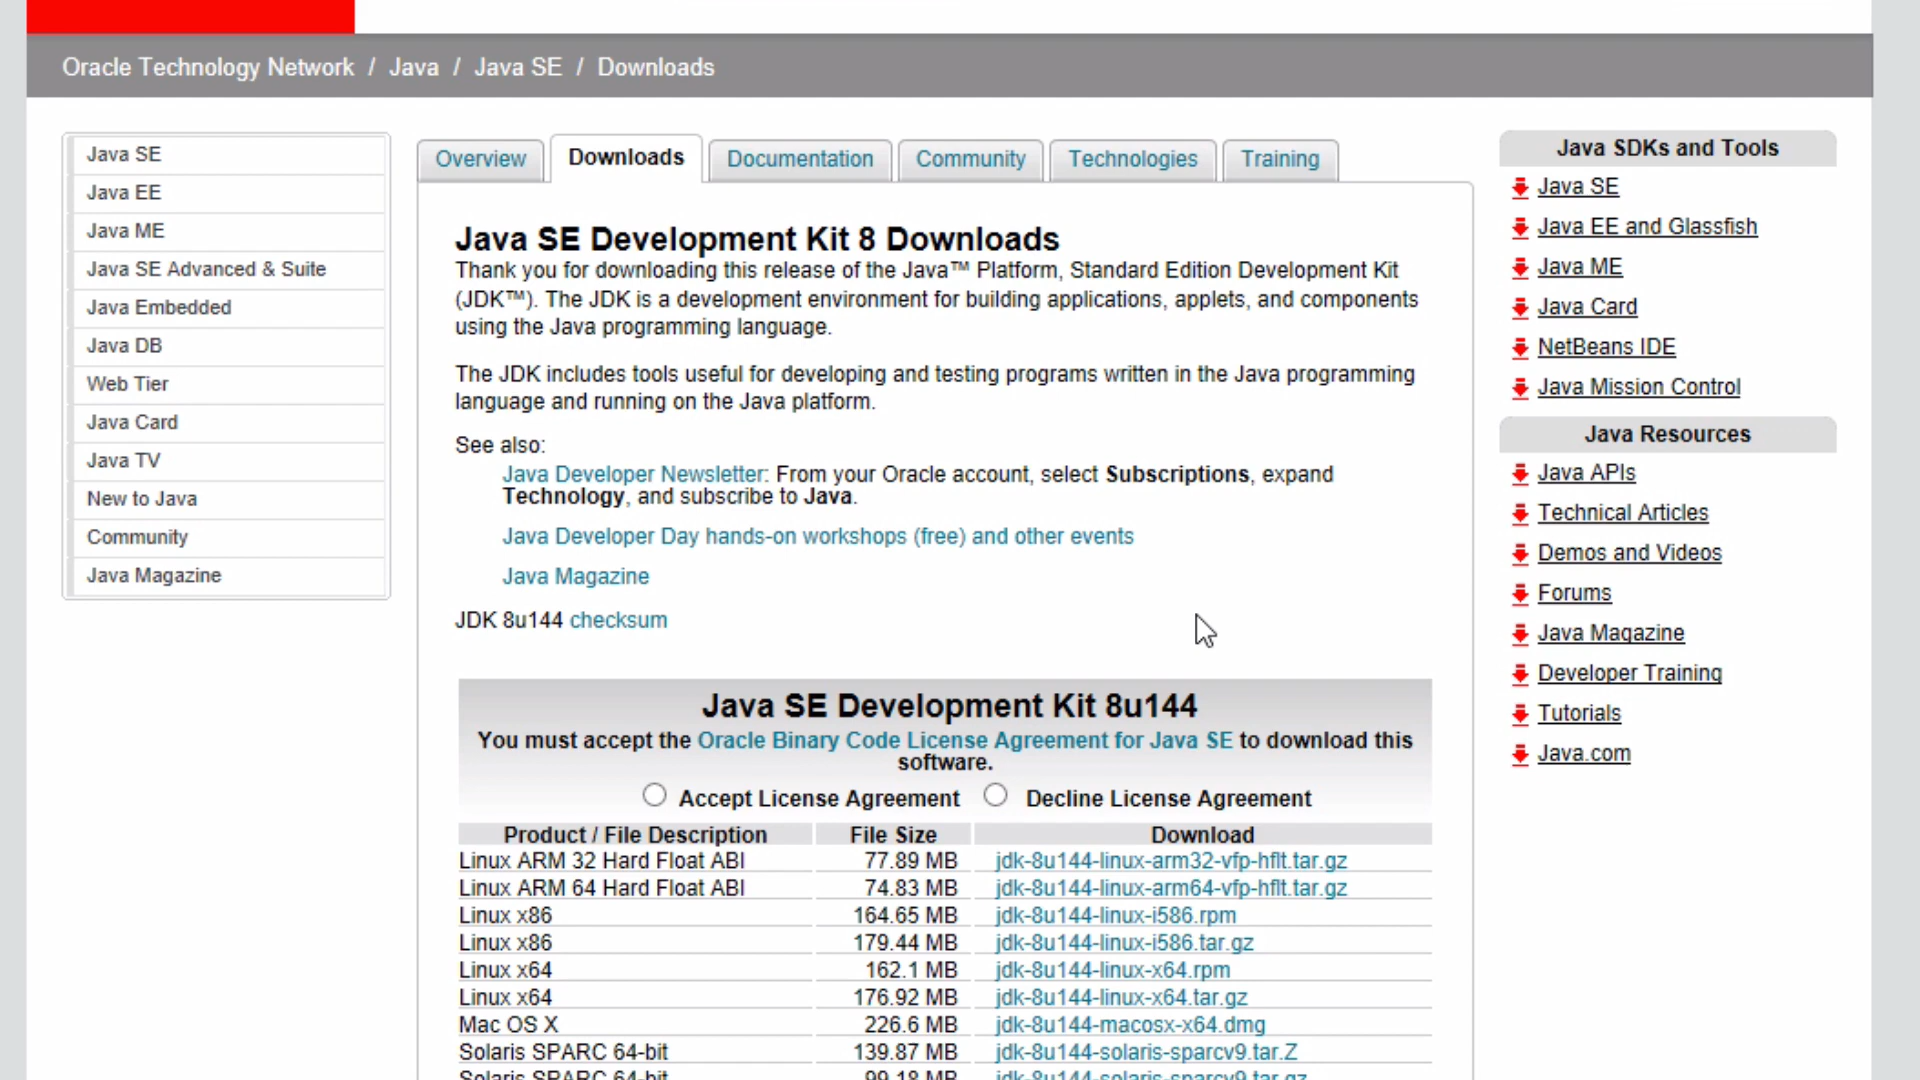 Oracle Technology Network / Java / Java SE / Downloads
Java SE
Java EE
Java ME
Java SE Advanced & Suite
Java Embedded
Java DB
Web Tier
Java Card
Java TV
New to Java
Community
Java Magazine
Overview
Downloads
Documentation
Community
Technologies
Training
Java SE Development Kit 8 Downloads
Thank you for downloading this release of the Java™ Platform, Standard Edition Development Kit
(JDK™). The JDK is a development environment for building applications, applets, and components
using the Java programming language.
The JDK includes tools useful for developing and testing programs written in the Java programming
language and running on the Java platform.
See also:
Java Developer Newsletter: From your Oracle account, select Subscriptions, expand
Technology, and subscribe to Java.
Java Developer Day hands-on workshops (free) and other events
Java Magazine
JDK 8u144 checksum
Java SE Development Kit 8u144
You must accept the Oracle Binary Code License Agreement for Java SE to download this
software.
Accept License Agreement Decline License Agreement
Product / File Description File Size Download
Linux ARM 32 Hard Float ABI 77.89 MB jdk-8u144-linux-arm32-vfp-hflt.tar.gz
Linux ARM 64 Hard Float ABI 74.83 MB jdk-8u144-linux-arm64-vfp-hflt.tar.gz
Linux x86 164.65 MB jdk-8u144-linux-i586.rpm
Linux x86 179.44 MB jdk-8u144-linux-i586.tar.gz
Linux x64 162.1 MB jdk-8u144-linux-x64.rpm
Linux x64 176.92 MB jdk-8u144-linux-x64.tar.gz
Mac OS X 226.6 MB jdk-8u144-macosx-x64.dmg
Solaris SPARC 64-bit 139.87 MB jdk-8u144-solaris-sparcv9.tar.Z
Solaris SPARC 64-bit 99.18 MB jdk-8u144-solaris-sparcv9.tar.gz
Java SDKs and Tools
Java SE
Java EE and Glassfish
Java ME
Java Card
NetBeans IDE
Java Mission Control
Java Resources
Java APIs
Technical Articles
Demos and Videos
Forums
Java Magazine
Developer Training
Tutorials
Java.com